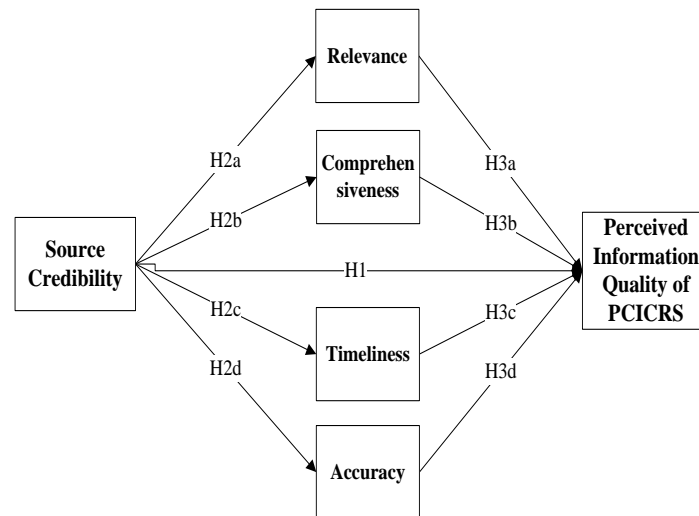 Relevance
H2a
H3a
Comprehen
siveness
H2b
H3b
Source
Credibility
H1
Perceived
Information
Quality of
PCICRS
H2c
H3c
Timeliness
H2d
H3d
Accuracy